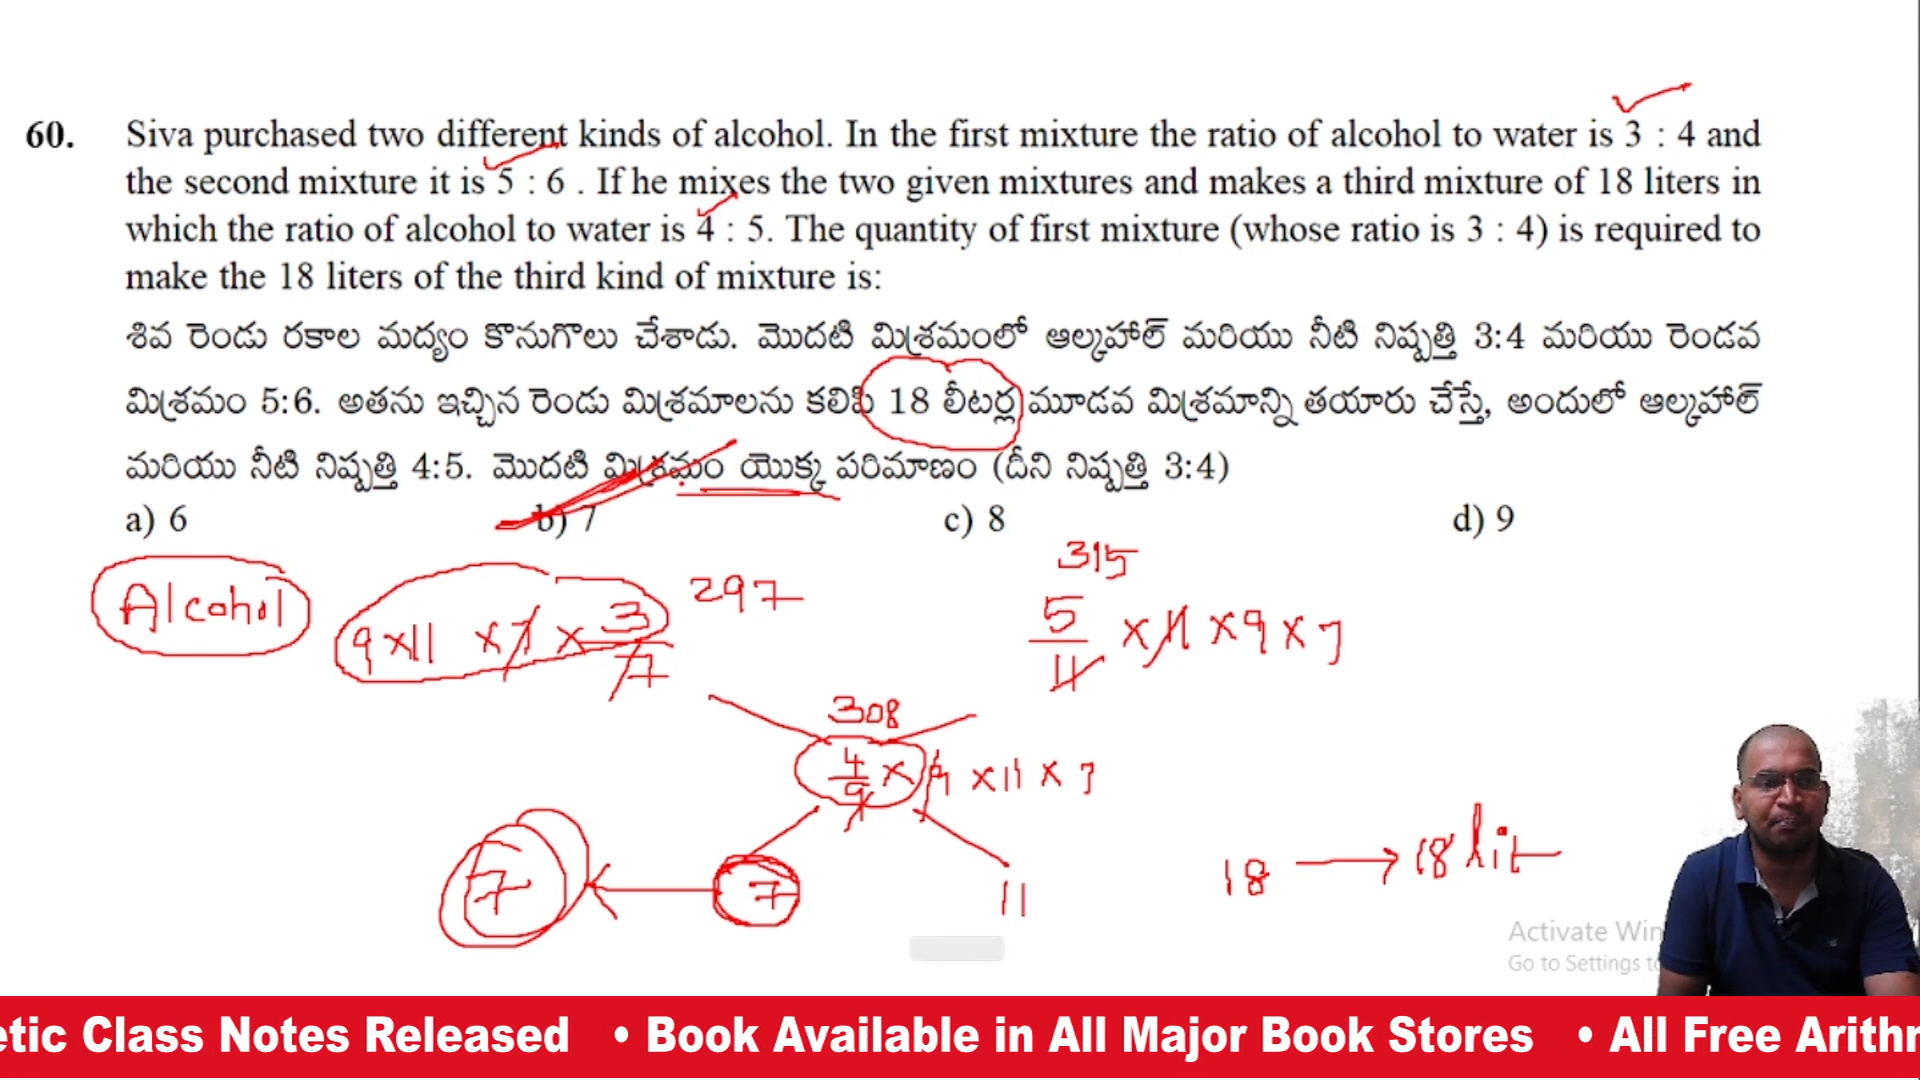 60. Siva purchased two different kinds of alcohol. In the first mixture the ratio of alcohol to water is 3 : 4 and
the second mixture it is 5 : 6 . If he mixes the two given mixtures and makes a third mixture of 18 liters in
which the ratio of alcohol to water is 4 : 5. The quantity of first mixture (whose ratio is 3 : 4) is required to
make the 18 liters of the third kind of mixture is:
శివ రెండు రకాల మద్యం కొనుగొలు చేశాడు. మొదటి మిశ్రమంలో ఆల్కహాల్ మరియు నీటి నిష్పత్తి 3:4 మరియు రెండవ
మిశ్రమం 5:6. అతను ఇచ్చిన రెండు మిశ్రమాలను కలిపి 18 లీటర్ల మూడవ మిశ్రమాన్ని తయారు చేస్తే, అందులో ఆల్కహాల్
మరియు నీటి నిష్పత్తి 4:5. మొదటి మిశ్రమం యొక్క పరిమాణం (దీని నిష్పత్తి 3:4)
a) 6 b) 7 c) 8 d) 9
315
Alcohol 9×11 ×7 × 3/7 297 5/11 ×11 ×9 × 7
308
4/9 × 9 ×11 × 7
7 ← 7 11 18 → 18 lit
Activate Win
Go to Settings to
etic Class Notes Released • Book Available in All Major Book Stores • All Free Arithm